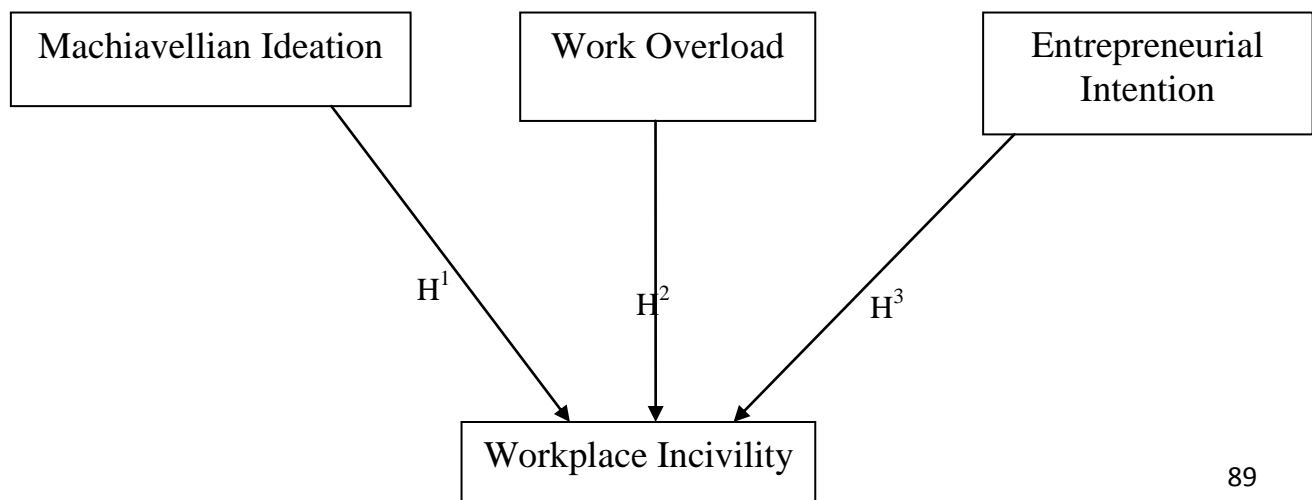 Machiavellian Ideation
Work Overload
Entrepreneurial
Intention
H¹
H²
H³
Workplace Incivility
89